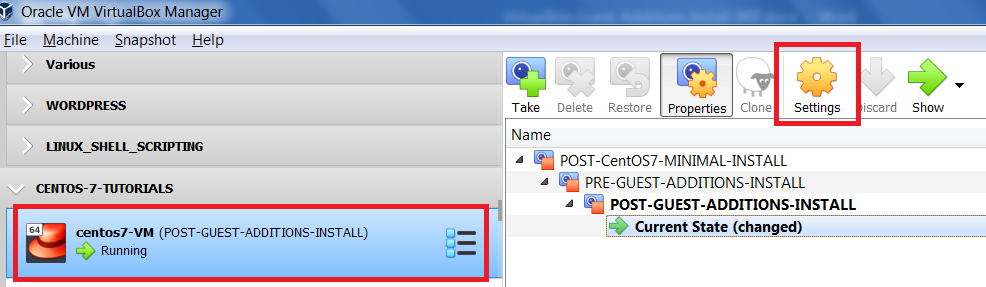 Oracle VM VirtualBox Manager
File Machine Snapshot Help
Various
WORDPRESS
LINUX_SHELL_SCRIPTING
CENTOS-7-TUTORIALS
64
centos7-VM (POST-GUEST-ADDITIONS-INSTALL)
Running
Take Delete Restore Properties Clone Settings Discard Show
Name
POST-CentOS7-MINIMAL-INSTALL
PRE-GUEST-ADDITIONS-INSTALL
POST-GUEST-ADDITIONS-INSTALL
Current State (changed)